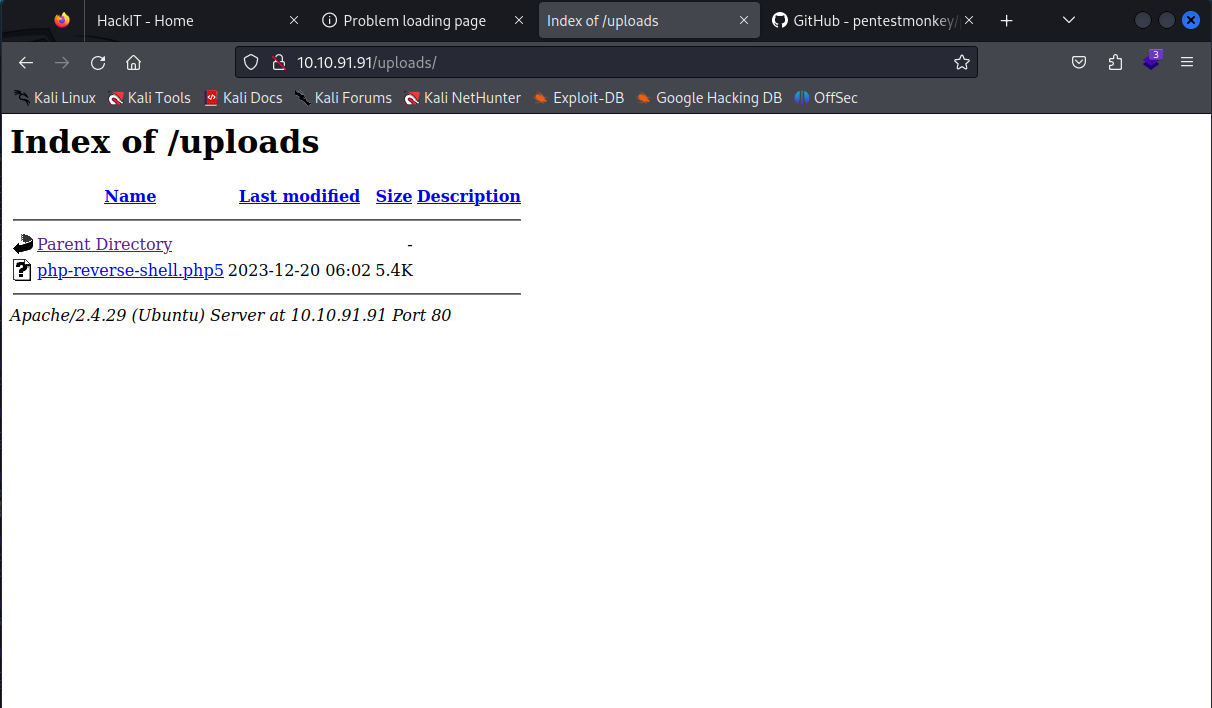 HackIT - Home
Problem loading page
Index of /uploads
GitHub - pentestmonkey/
10.10.91.91/uploads/
3
Kali Linux Kali Tools Kali Docs Kali Forums Kali NetHunter Exploit-DB Google Hacking DB OffSec
Index of /uploads
Name Last modified Size Description
Parent Directory -
php-reverse-shell.php5 2023-12-20 06:02 5.4K
Apache/2.4.29 (Ubuntu) Server at 10.10.91.91 Port 80